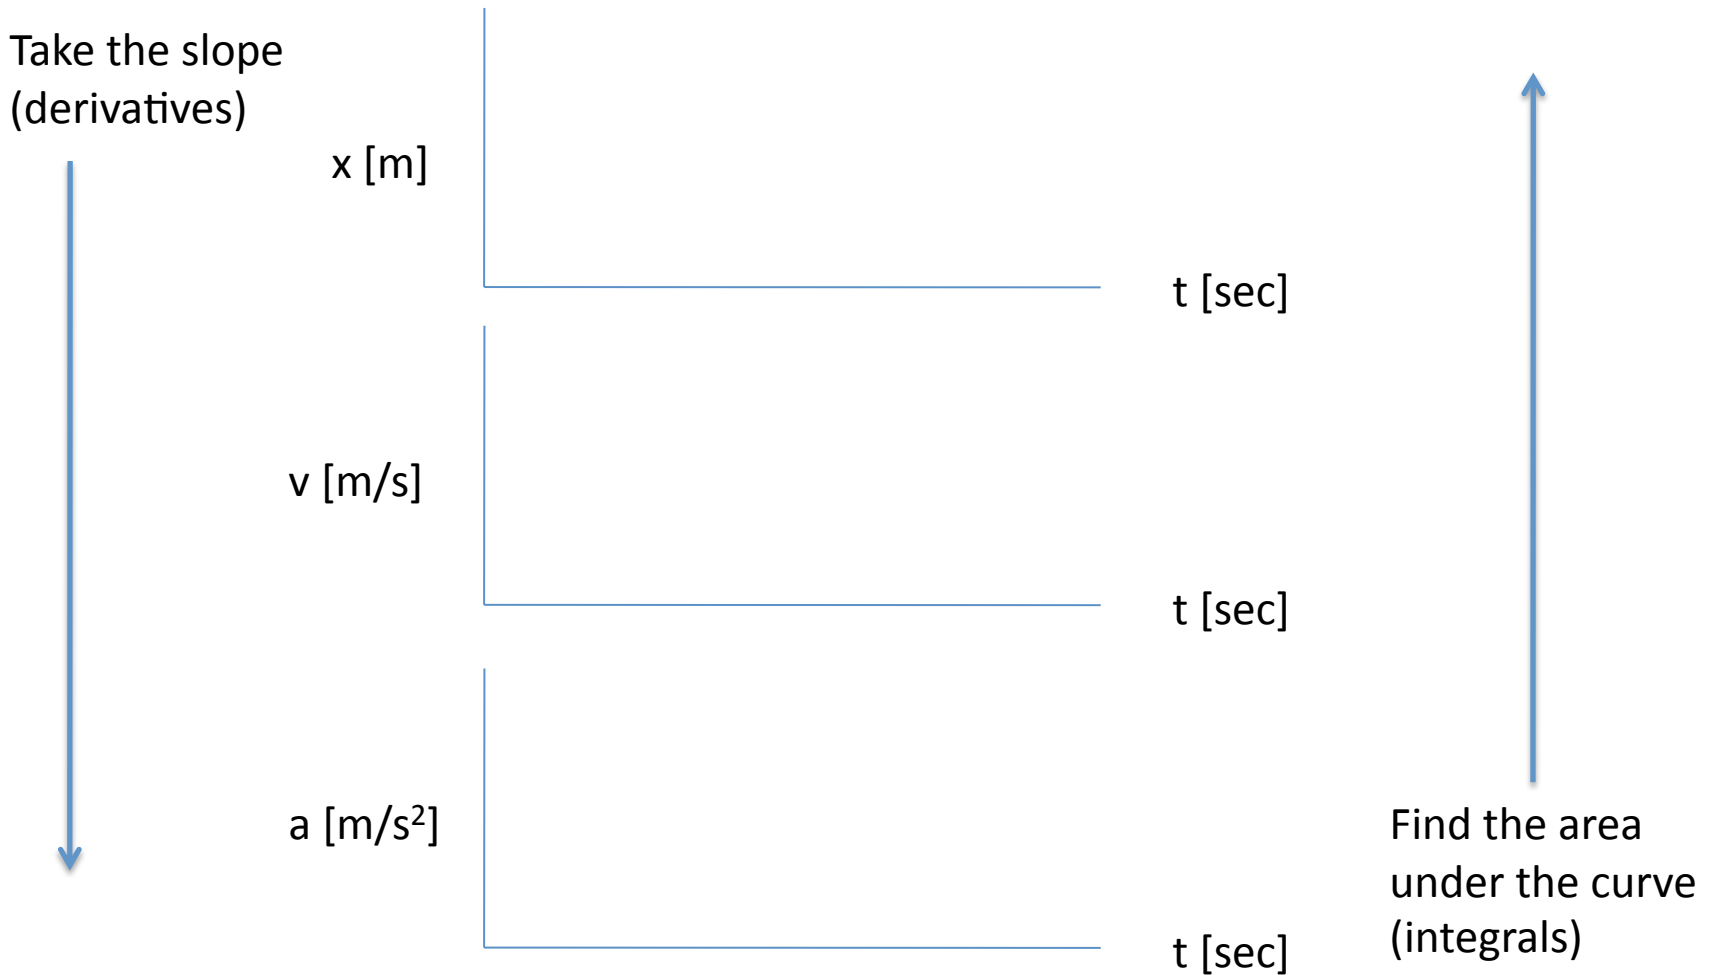 Take the slope
(derivatives)
x [m]
t [sec]
v [m/s]
t [sec]
a [m/s²]
t [sec]
Find the area
under the curve
(integrals)